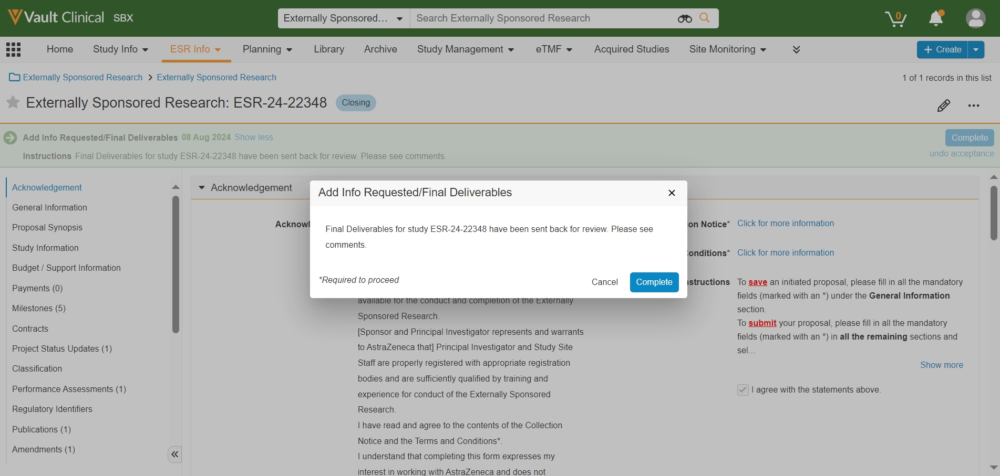 Vault Clinical SBX
Externally Sponsored... Search Externally Sponsored Research
0
Home Study Info ESR Info Planning Library Archive Study Management eTMF Acquired Studies Site Monitoring + Create
Externally Sponsored Research > Externally Sponsored Research
1 of 1 records in this list
Externally Sponsored Research: ESR-24-22348 Closing
Add Info Requested/Final Deliverables 08 Aug 2024 Show less
Complete
Instructions Final Deliverables for study ESR-24-22348 have been sent back for review. Please see comments.
undo acceptance
Acknowledgement
General Information
Proposal Synopsis
Study Information
Budget / Support Information
Payments (0)
Milestones (5)
Contracts
Project Status Updates (1)
Classification
Performance Assessments (1)
Regulatory Identifiers
Publications (1)
Amendments (1)
Acknowledgement
Add Info Requested/Final Deliverables
Final Deliverables for study ESR-24-22348 have been sent back for review. Please see
comments.
*Required to proceed
Cancel Complete
Acknowl
available for the conduct and completion of the Externally
Sponsored Research.
[Sponsor and Principal Investigator represents and warrants
to AstraZeneca that] Principal Investigator and Study Site
Staff are properly registered with appropriate registration
bodies and are sufficiently qualified by training and
experience for conduct of the Externally Sponsored
Research.
I have read and agree to the contents of the Collection
Notice and the Terms and Conditions*.
I understand that completing this form expresses my
interest in working with AstraZeneca and does not
on Notice* Click for more information
onditions* Click for more information
structions To save an initiated proposal, please fill in all the mandatory
fields (marked with an *) under the General Information
section.
To submit your proposal, please fill in all the mandatory
fields (marked with an *) in all the remaining sections and
sel...
Show more
I agree with the statements above.